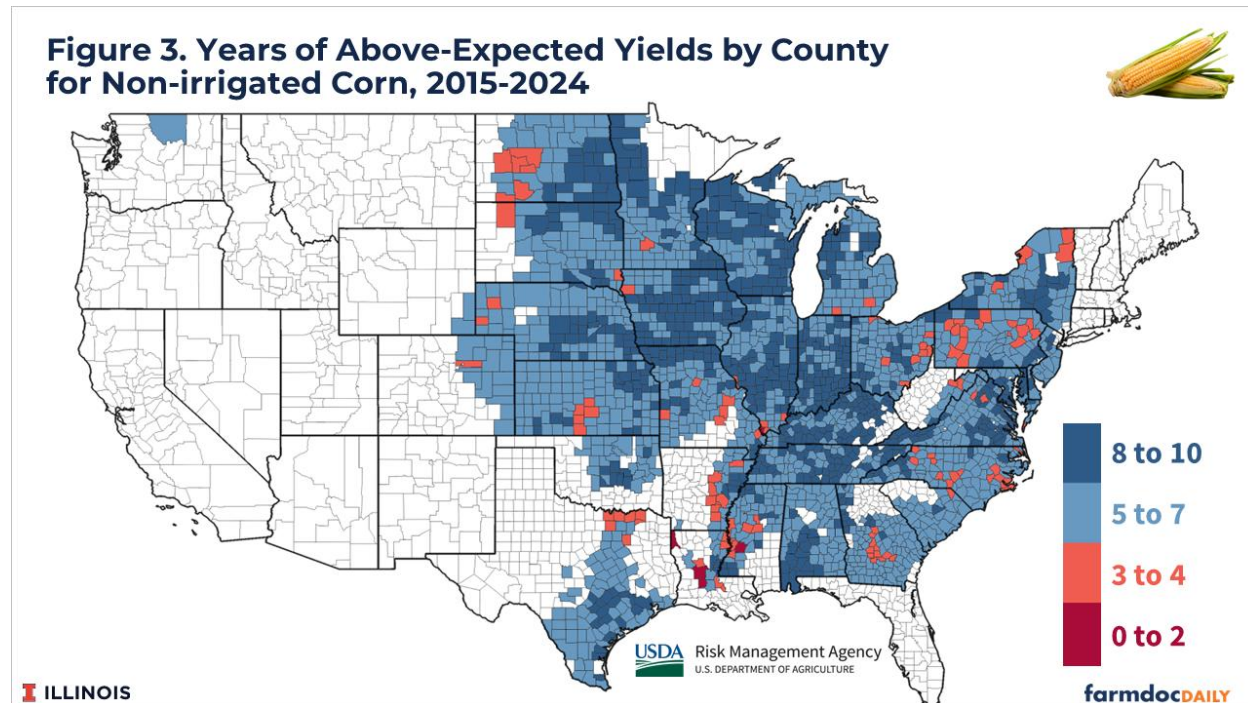 Figure 3. Years of Above-Expected Yields by County
for Non-irrigated Corn, 2015-2024
8 to 10
5 to 7
3 to 4
0 to 2
USDA Risk Management Agency
U.S. DEPARTMENT OF AGRICULTURE
I ILLINOIS
farmdocDAILY